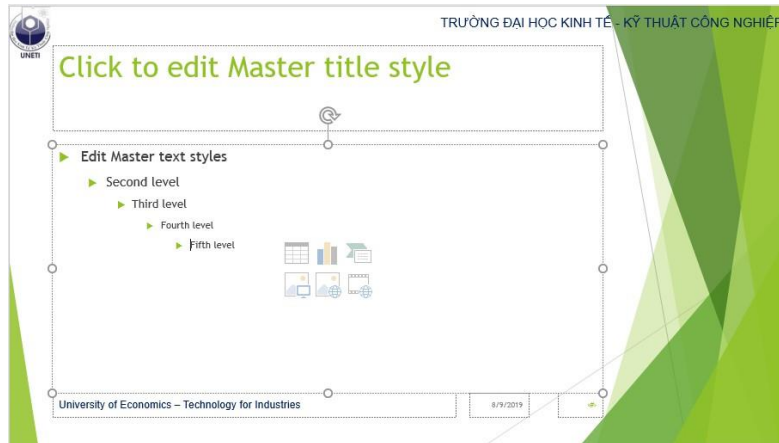 TRƯỜNG ĐẠI HỌC KINH TẾ - KỸ THUẬT CÔNG NGHIỆP
UNETI
Click to edit Master title style
Edit Master text styles
Second level
Third level
Fourth level
Fifth level
University of Economics – Technology for Industries
8/9/2019
‹#›